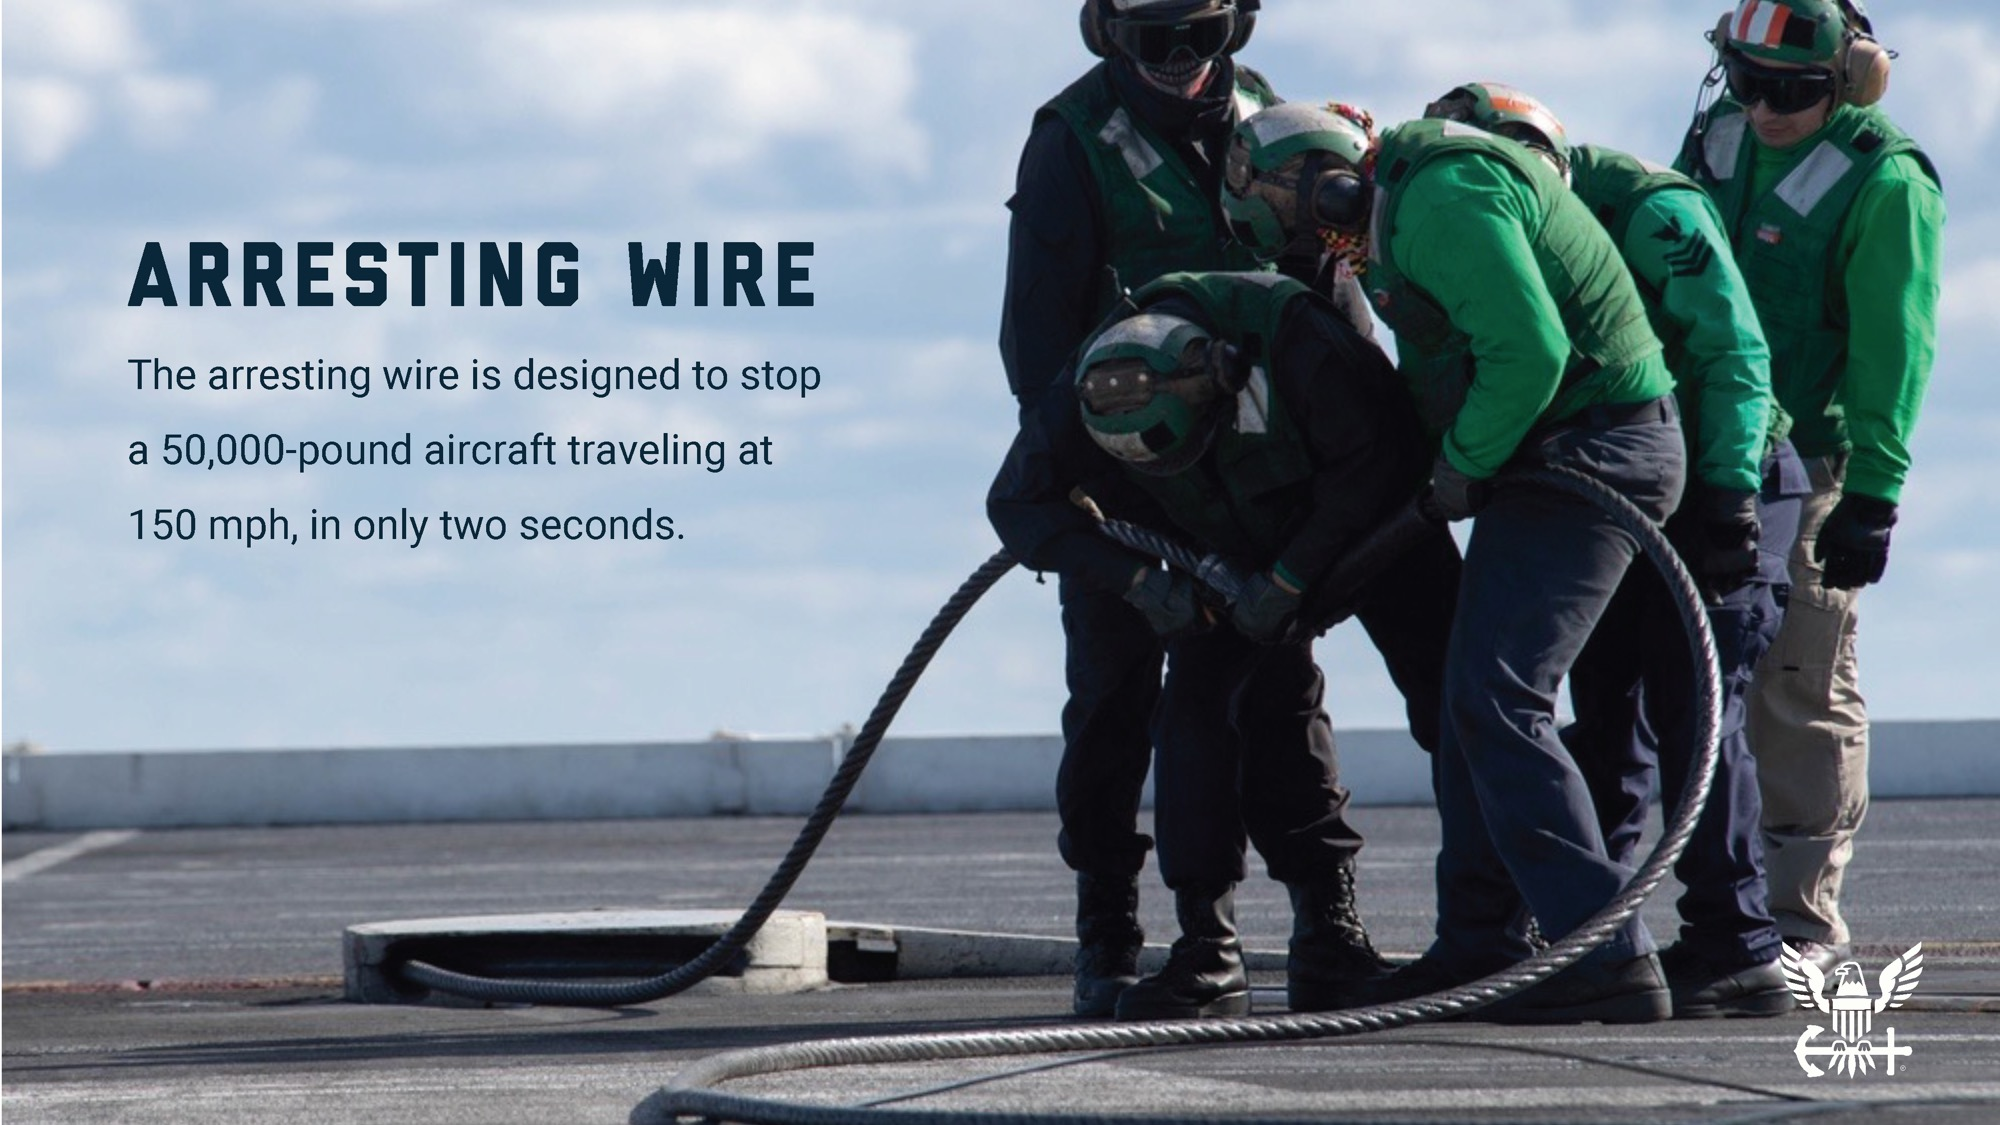 ARRESTING WIRE
The arresting wire is designed to stop
a 50,000-pound aircraft traveling at
150 mph, in only two seconds.